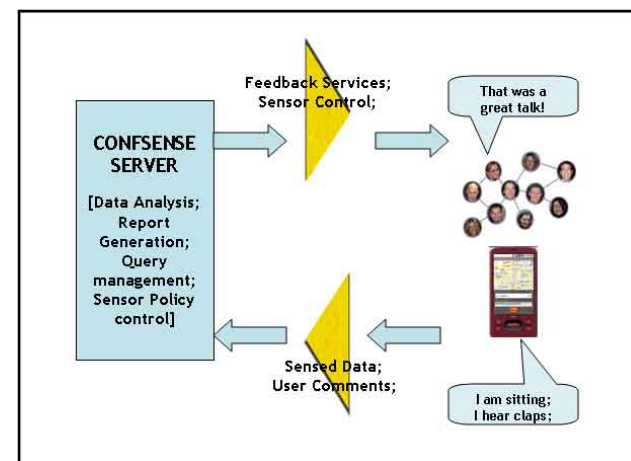 Feedback Services;
Sensor Control;
That was a
great talk!
CONFSENSE
SERVER
[Data Analysis;
Report
Generation;
Query
management;
Sensor Policy
control]
Sensed Data;
User Comments;
I am sitting;
I hear claps;